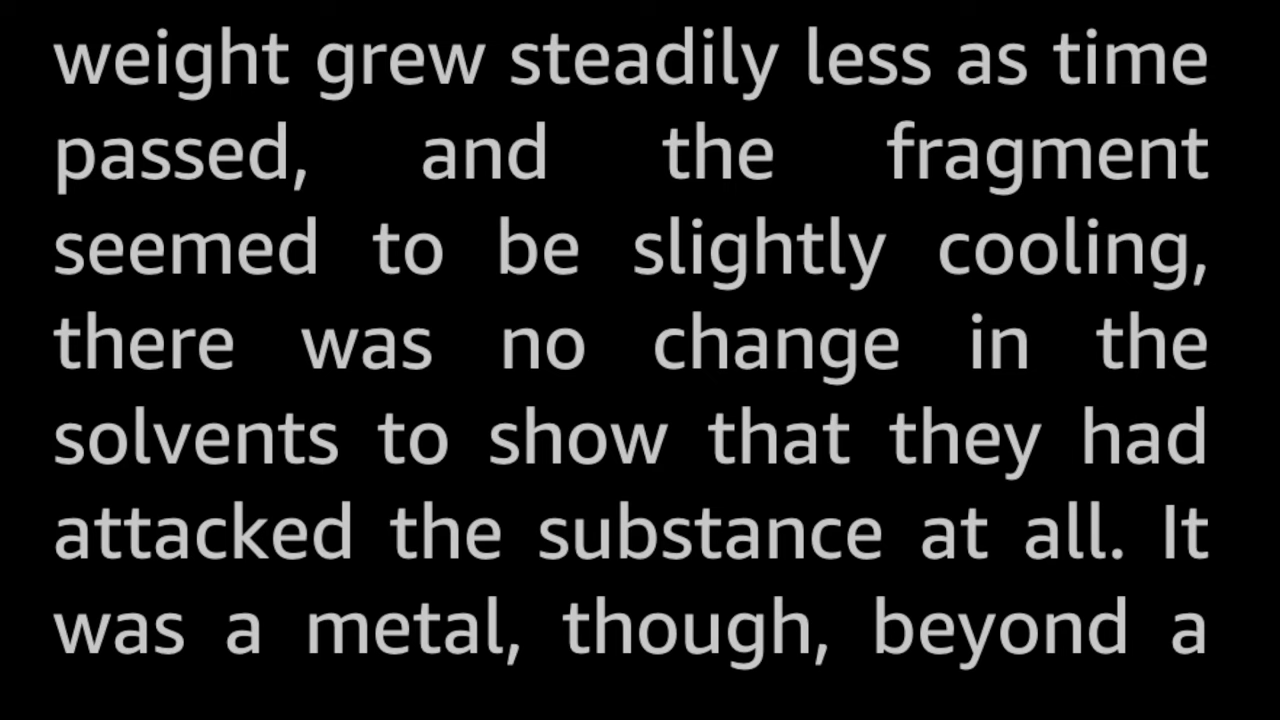 weight grew steadily less as time
passed, and the fragment
seemed to be slightly cooling,
there was no change in the
solvents to show that they had
attacked the substance at all. It
was a metal, though, beyond a